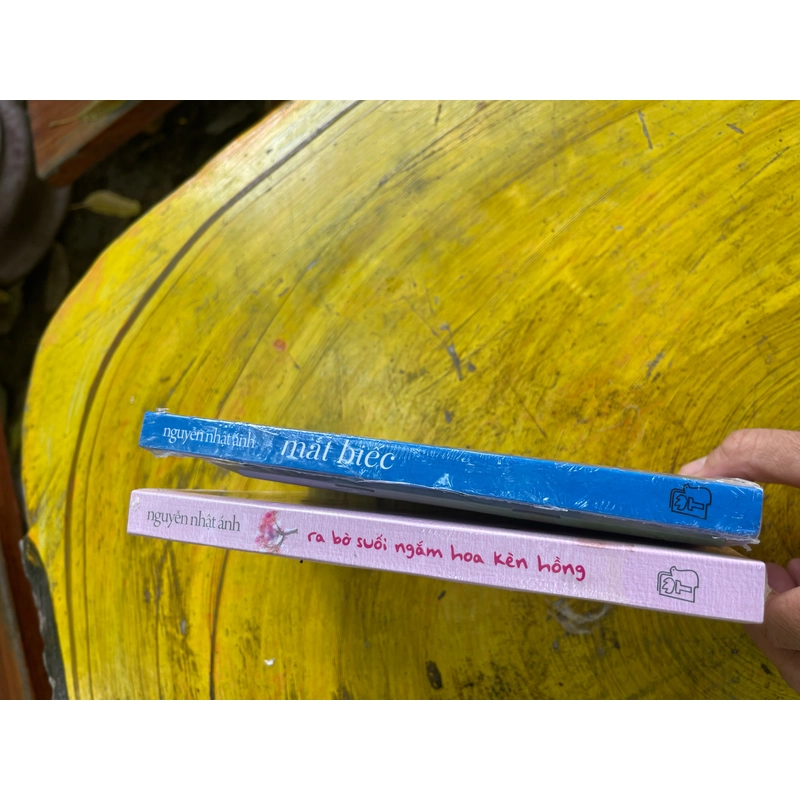 nguyễn nhật ánh mắt biếc
nguyễn nhật ánh ra bờ suối ngắm hoa kèn hồng